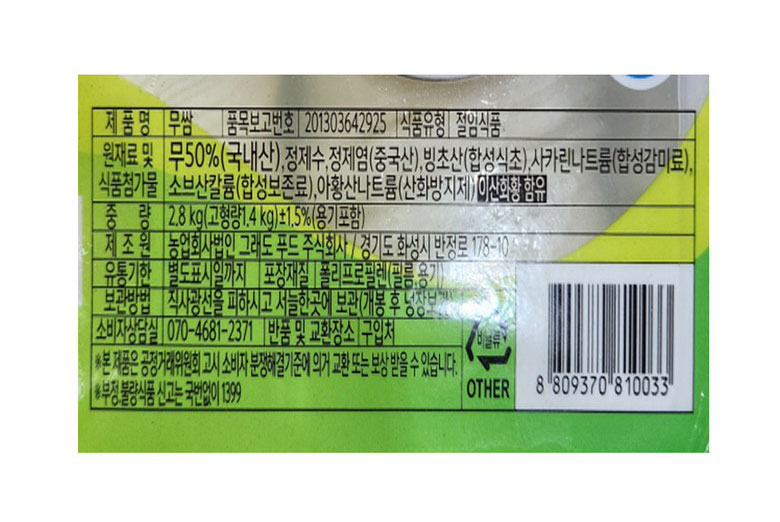 제 품 명 무쌈 품목보고번호 201303642925 식품유형 절임식품
원재료 및 무50%(국내산),정제수,정제염(중국산),빙초산(합성식초),사카린나트륨(합성감미료),
식품첨가물 소브산칼륨(합성보존료),아황산나트륨(산화방지제) 이산화황 함유
중 량 2.8 kg(고형량1.4 kg)±1.5%(용기포함)
제 조 원 농업회사법인 그래도 푸드 주식회사 / 경기도 화성시 반정로 178-10
유통기한 별도표시일까지 포장재질 폴리프로필렌(필름,용기)
보관방법 직사광선을 피하시고 서늘한곳에 보관(개봉 후 냉장보관)
소비자상담실 070-4681-2371 반품 및 교환장소 구입처
※본 제품은 공정거래위원회 고시 소비자 분쟁해결기준에 의거 교환 또는 보상 받을 수 있습니다.
※부정,불량식품 신고는 국번없이 1399
비닐류
OTHER
8 809370 810033